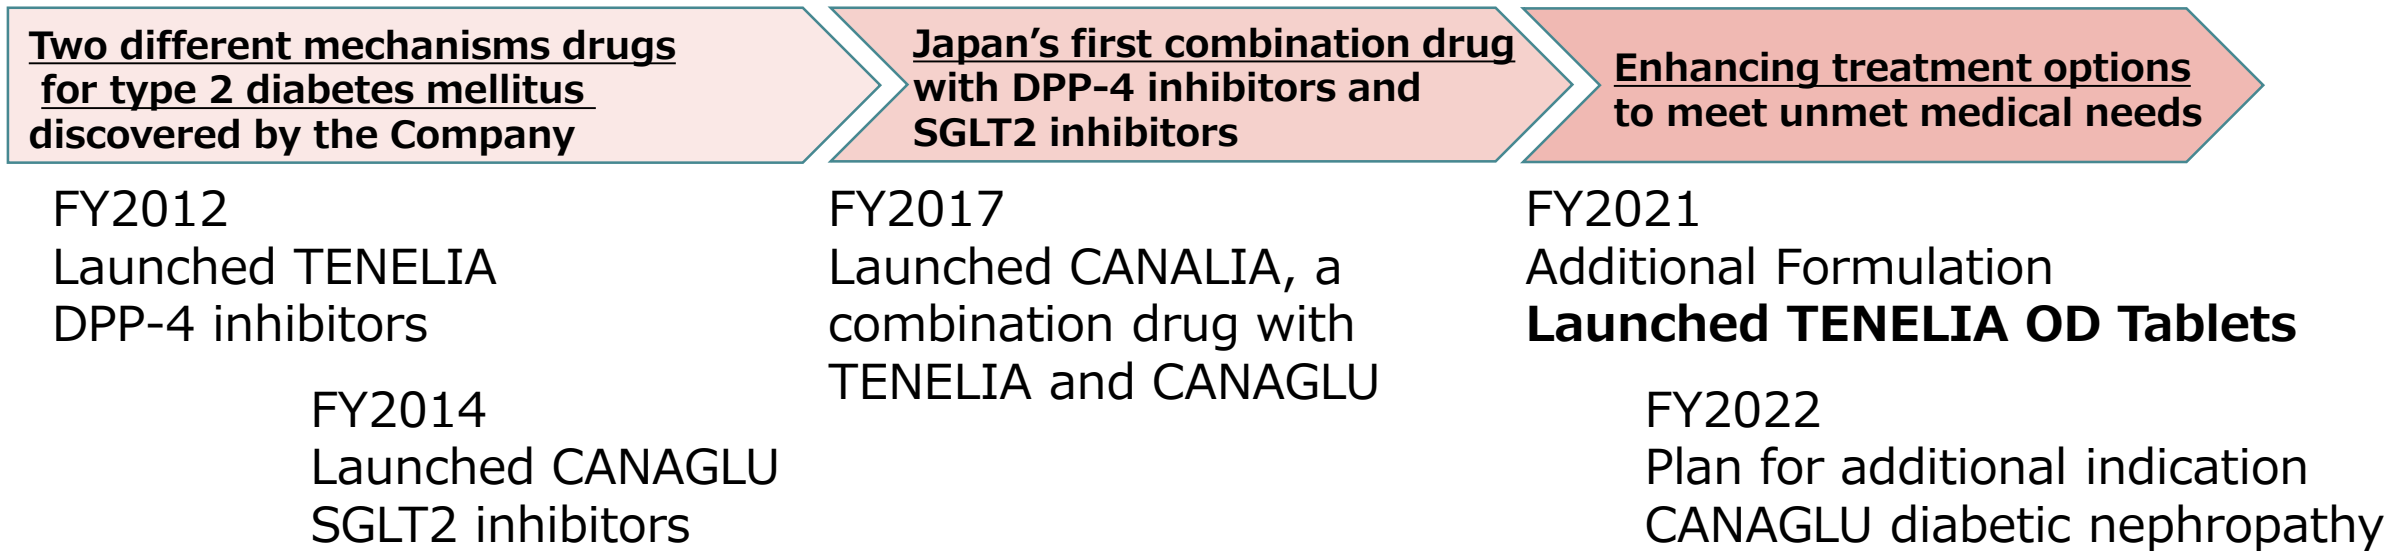 Two different mechanisms drugs
for type 2 diabetes mellitus
discovered by the Company
FY2012
Launched TENELIA
DPP-4 inhibitors
FY2014
Launched CANAGLU
SGLT2 inhibitors
Japan's first combination drug
with DPP-4 inhibitors and
SGLT2 inhibitors
FY2017
Launched CANALIA, a
combination drug with
TENELIA and CANAGLU
Enhancing treatment options
to meet unmet medical needs
FY2021
Additional Formulation
Launched TENELIA OD Tablets
FY2022
Plan for additional indication
CANAGLU diabetic nephropathy